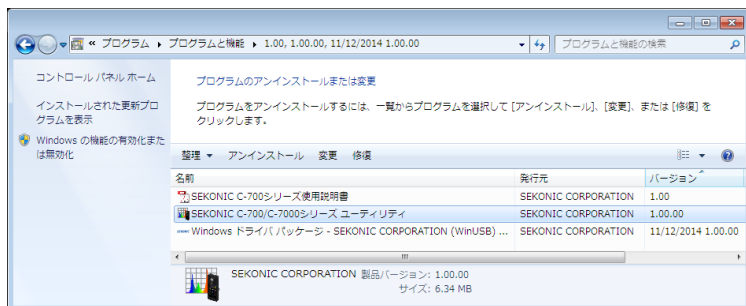 « プログラム ▸ プログラムと機能 ▸ 1.00, 1.00.00, 11/12/2014 1.00.00
プログラムと機能の検索
コントロール パネル ホーム
インストールされた更新プロ
グラムを表示
Windows の機能の有効化また
は無効化
プログラムのアンインストールまたは変更
プログラムをアンインストールするには、一覧からプログラムを選択して [アンインストール]、[変更]、または [修復] を
クリックします。
整理 ▼ アンインストール 変更 修復
名前 発行元 バージョン
SEKONIC C-700シリーズ使用説明書 SEKONIC CORPORATION 1.00
SEKONIC C-700/C-7000シリーズ ユーティリティ SEKONIC CORPORATION 1.00.00
Windows ドライバ パッケージ - SEKONIC CORPORATION (WinUSB) ... SEKONIC CORPORATION 11/12/2014 1.00.00
SEKONIC CORPORATION 製品バージョン: 1.00.00
サイズ: 6.34 MB